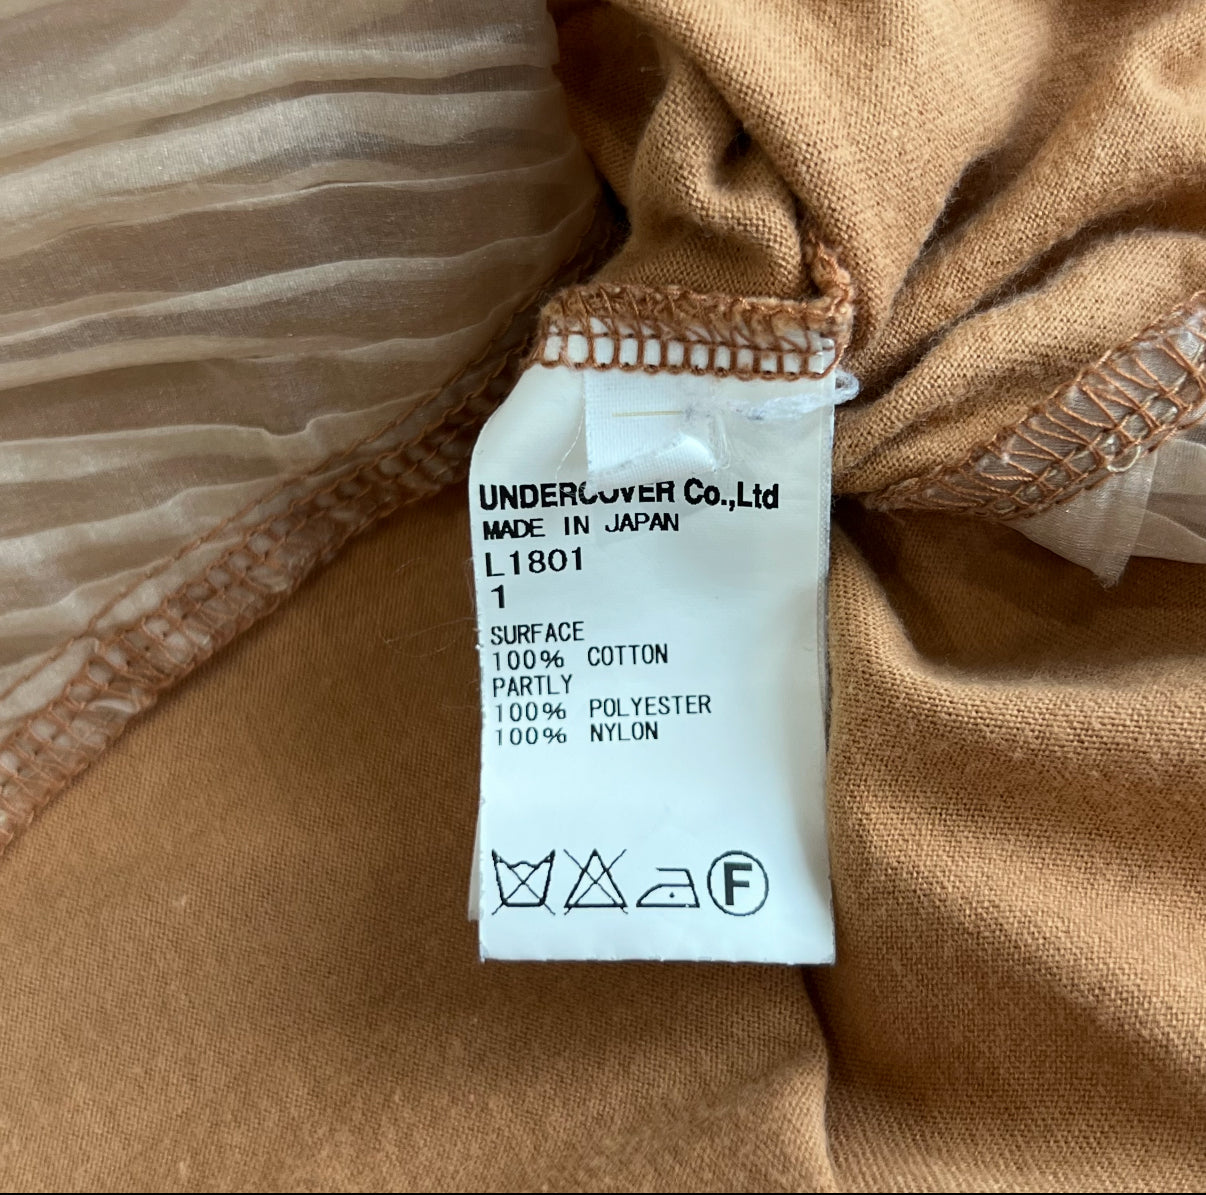 UNDERCOVER Co.,Ltd
MADE IN JAPAN
L1801
1
SURFACE
100% COTTON
PARTLY
100% POLYESTER
100% NYLON
F